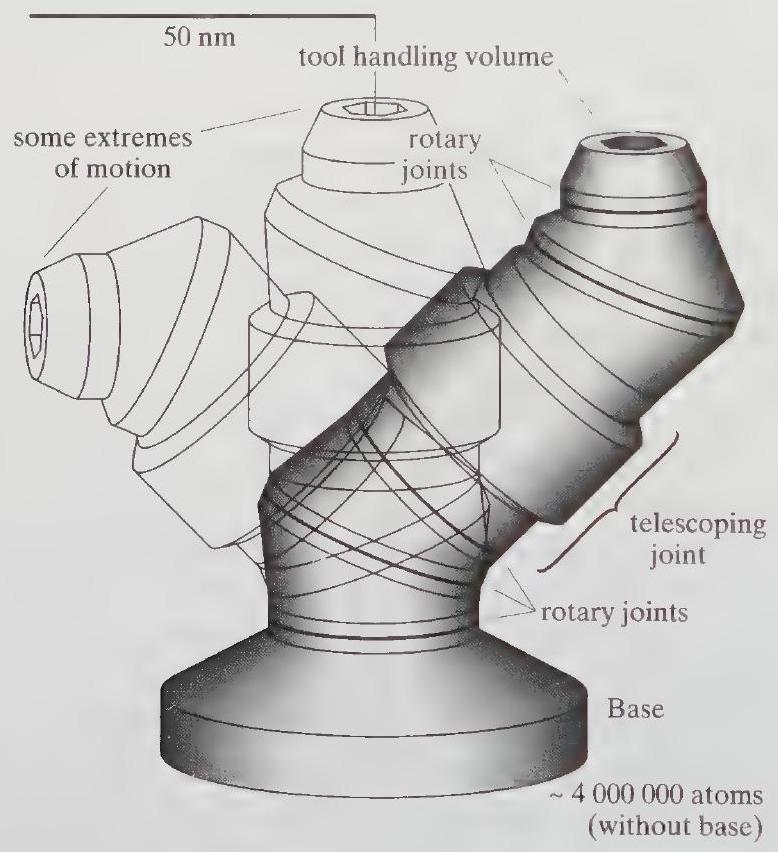 50 nm
tool handling volume
some extremes
of motion
rotary
joints
telescoping
joint
rotary joints
Base
~ 4 000 000 atoms
(without base)